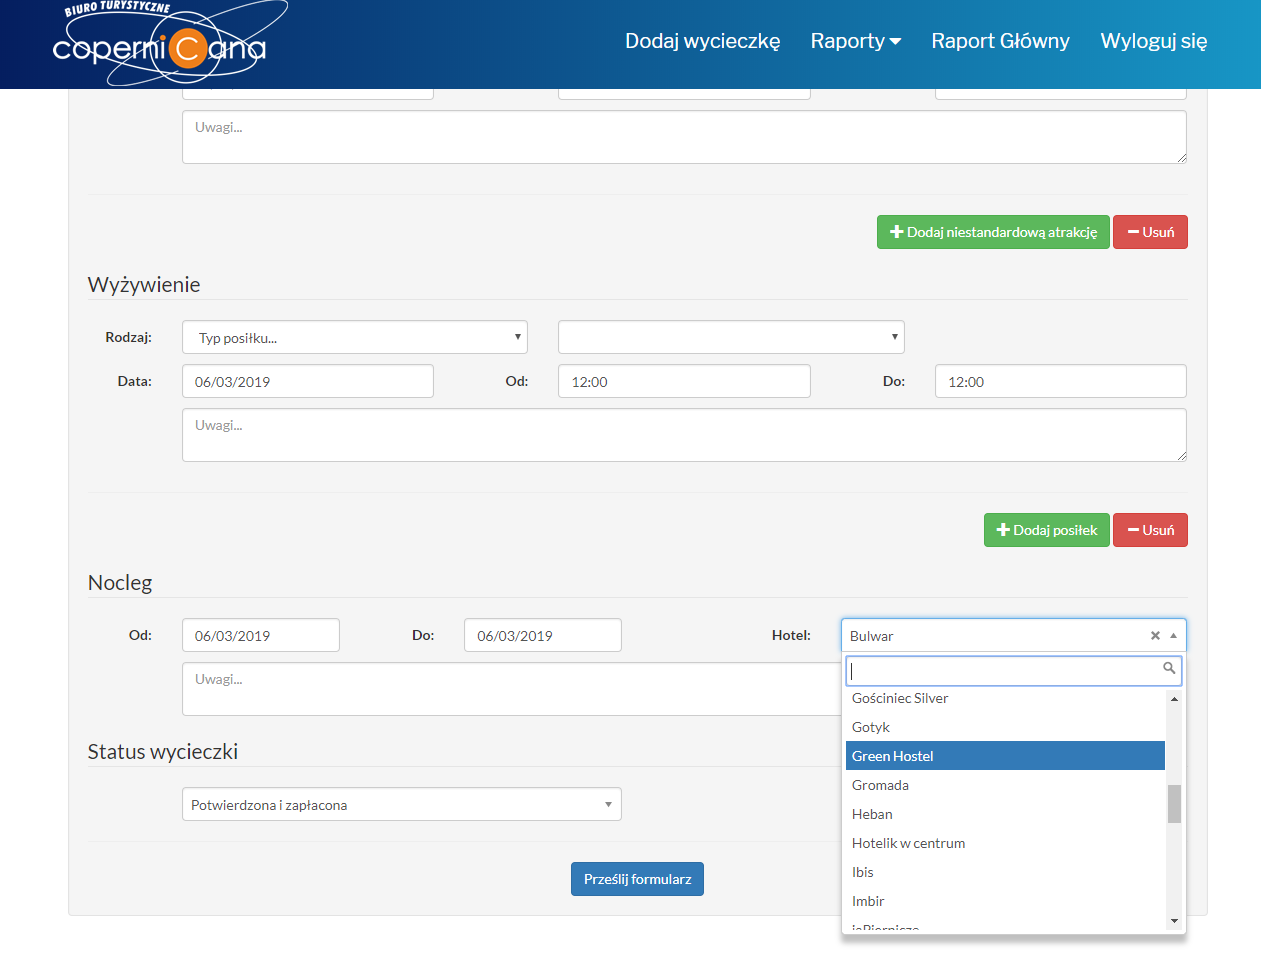 BIURO TURYSTYCZNE
copernicana
Dodaj wycieczkę Raporty Raport Główny Wyloguj się
Uwagi...
Dodaj niestandardową atrakcję Usuń
Wyżywienie
Rodzaj: Typ posiłku...
Data: 06/03/2019 Od: 12:00 Do: 12:00
Uwagi...
Dodaj posiłek Usuń
Nocleg
Od: 06/03/2019 Do: 06/03/2019 Hotel: Bulwar
Uwagi...
Gościniec Silver
Gotyk
Green Hostel
Gromada
Heban
Hotelik w centrum
Ibis
Imbir
Status wycieczki
Potwierdzona i zapłacona
Prześlij formularz